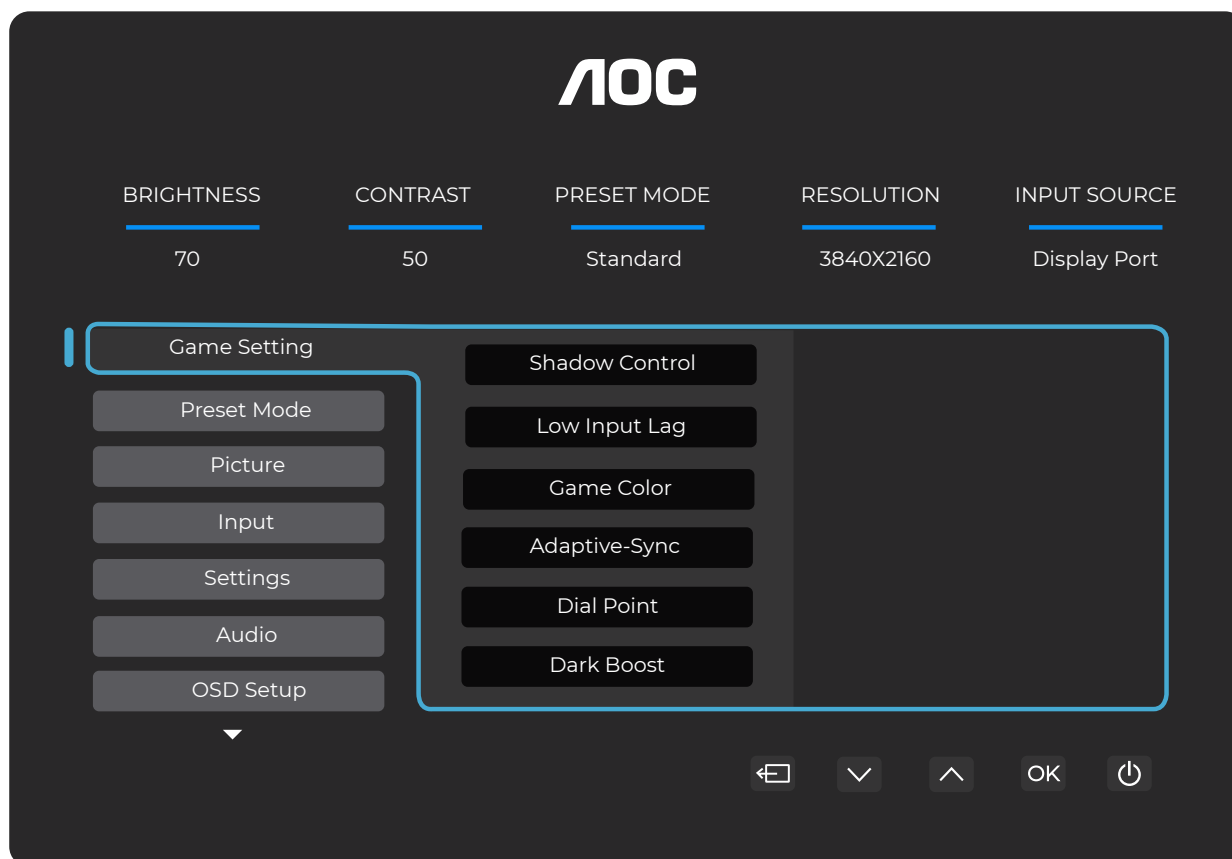 AOC
BRIGHTNESS CONTRAST PRESET MODE RESOLUTION INPUT SOURCE
70 50 Standard 3840X2160 Display Port
Game Setting
Preset Mode
Picture
Input
Settings
Audio
OSD Setup
Shadow Control
Low Input Lag
Game Color
Adaptive-Sync
Dial Point
Dark Boost
OK